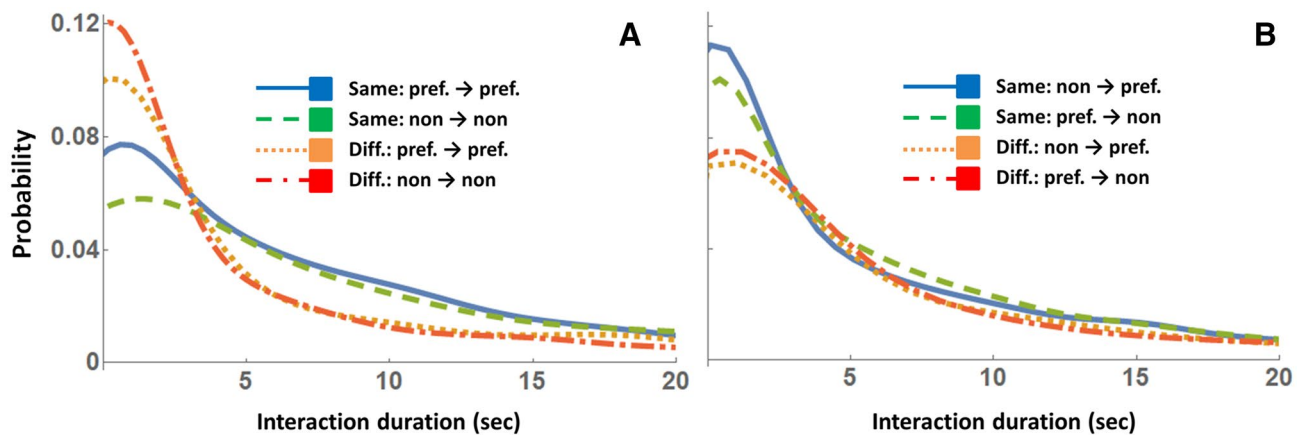 0.12
A
Same: pref. → pref.
Same: non → non
Diff.: pref. → pref.
Diff.: non → non
0.08
0.04
0
Probability
5
10
15
20
Interaction duration (sec)
B
Same: non → pref.
Same: pref. → non
Diff.: non → pref.
Diff.: pref. → non
5
10
15
20
Interaction duration (sec)